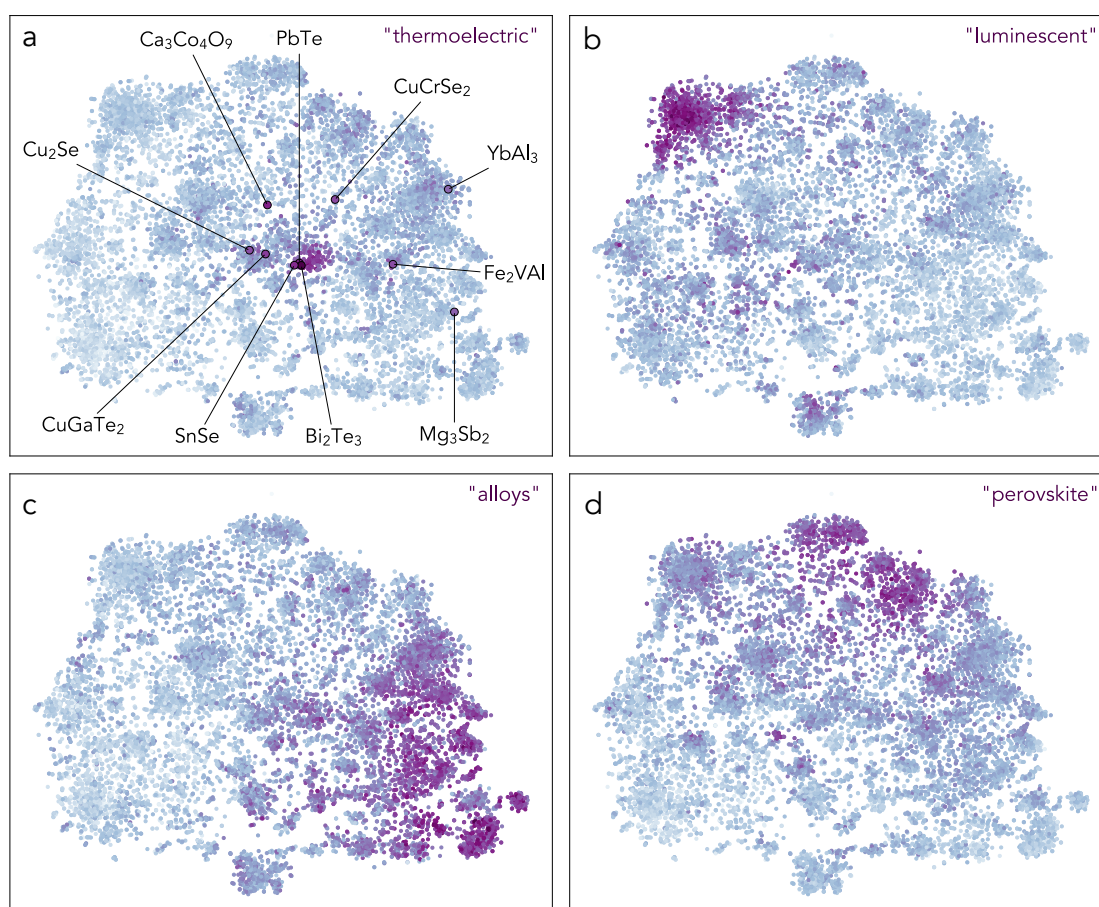 a
Ca₃Co₄O₉
PbTe
"thermoelectric"
CuCrSe₂
Cu₂Se
YbAl₃
Fe₂VAl
CuGaTe₂
SnSe
Bi₂Te₃
Mg₃Sb₂
b
"luminescent"
c
"alloys"
d
"perovskite"